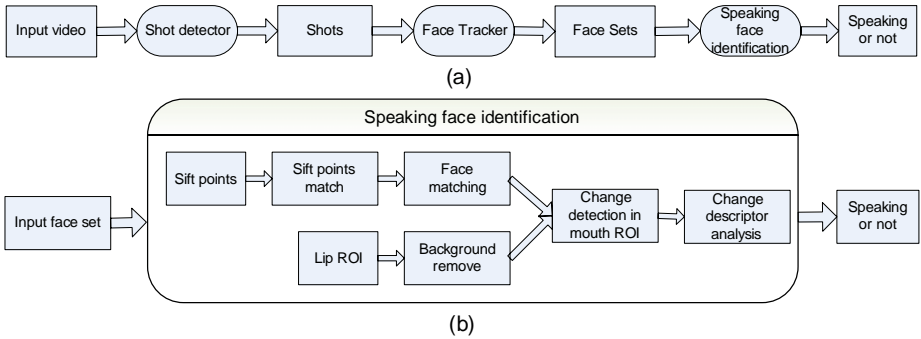 Input video
Shot detector
Shots
Face Tracker
Face Sets
Speaking
face
identification
Speaking
or not
(a)
Speaking face identification
Input face set
Sift points
Sift points
match
Face
matching
Lip ROI
Background
remove
Change
detection in
mouth ROI
Change
descriptor
analysis
Speaking
or not
(b)